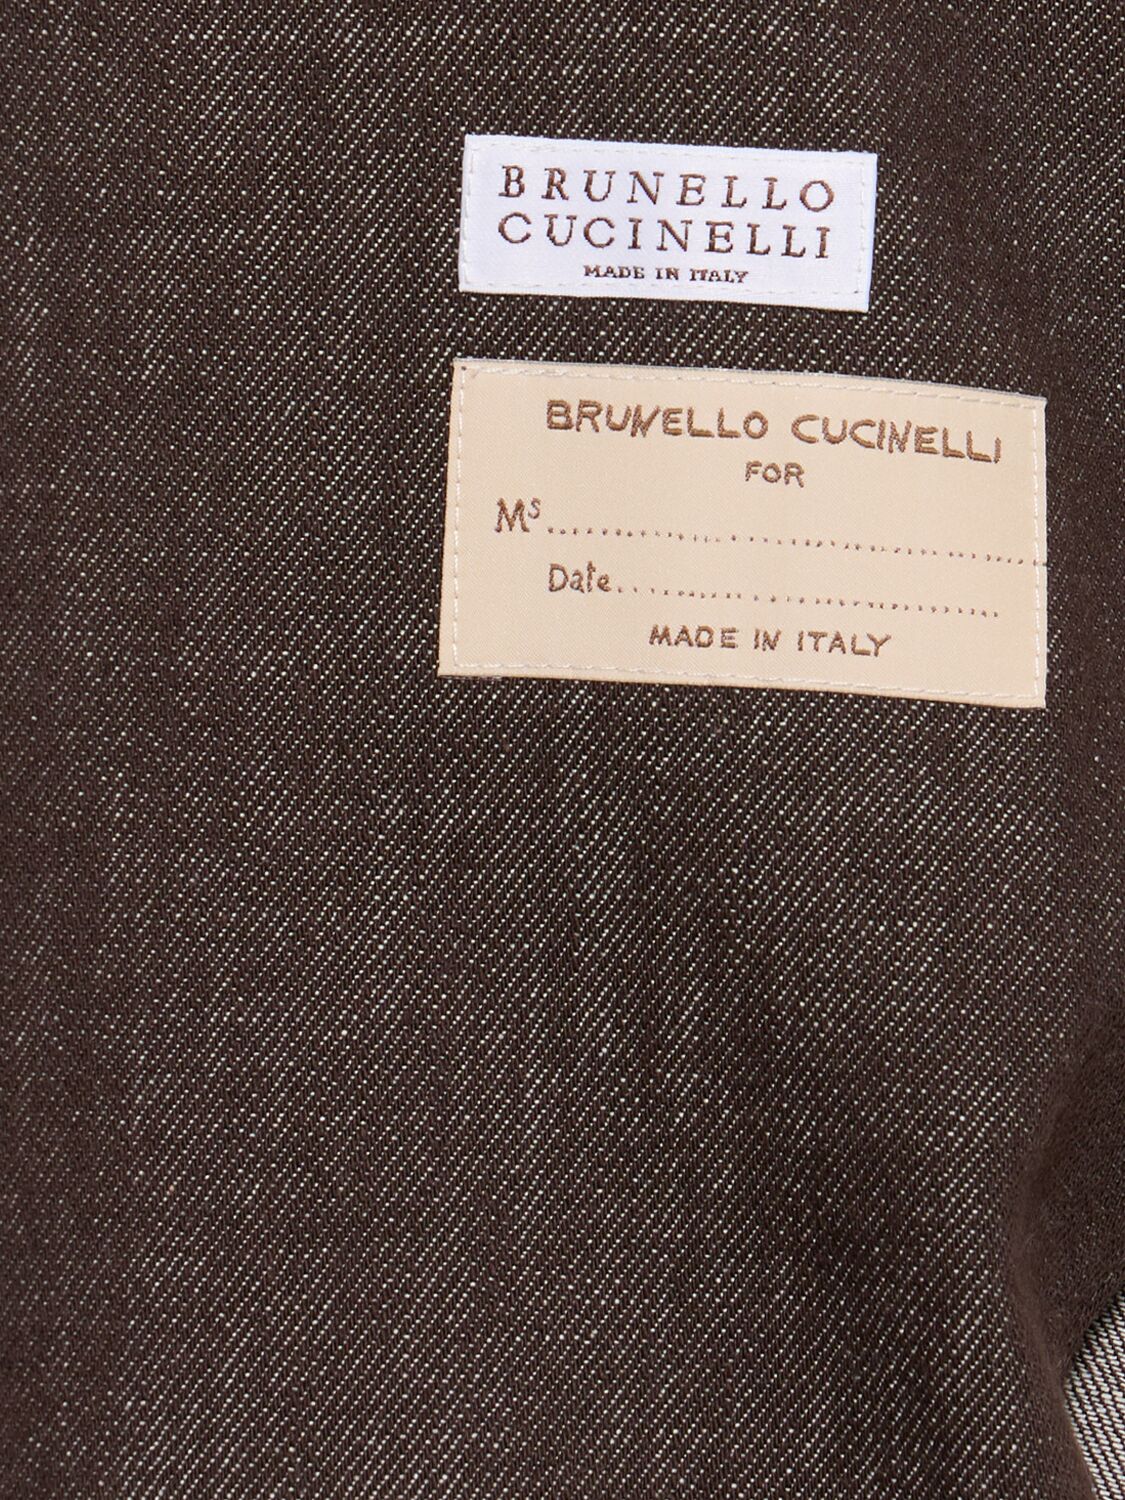 BRUNELLO
CUCINELLI
MADE IN ITALY
BRUNELLO CUCINELLI
FOR
Ms..............................
Date..............................
MADE IN ITALY